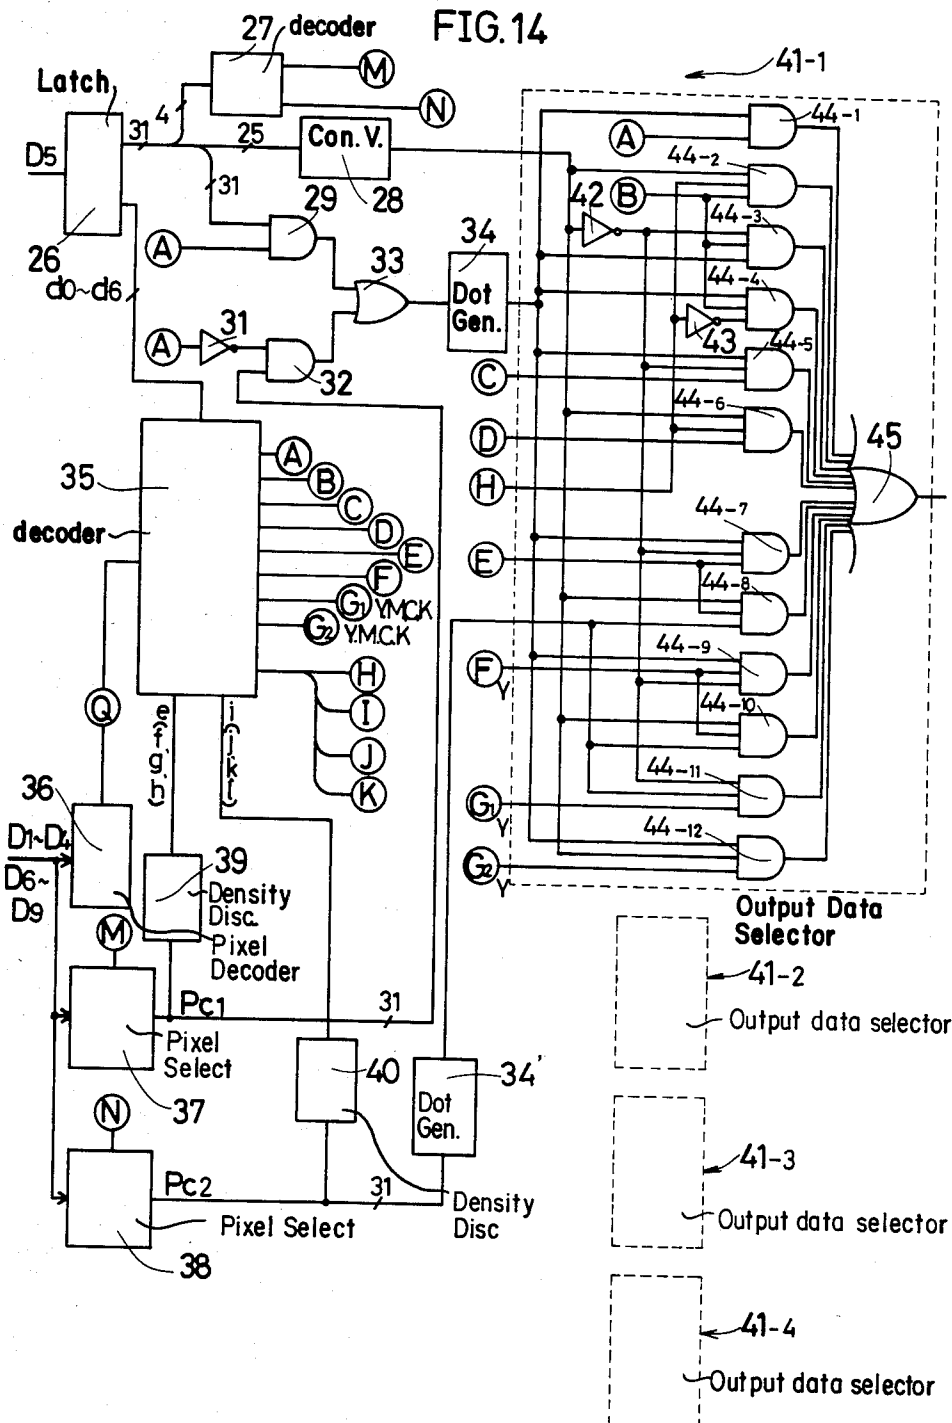 FIG. 14
27 decoder
Latch
M
4
N
31
25
Con. V.
D5
31
29
28
A
26
d0~d6
33
34
Dot
Gen.
31
A
32
41-1
44-1
A
44-2
B
42
44-3
44-4
43
44-5
C
44-6
D
H
45
44-7
E
44-8
44-9
F
Y
44-10
44-11
G1
Y
44-12
G2
Y
Output Data
Selector
35
decoder
A
B
C
D
E
F
G1 Y.M.C.K
G2 Y.M.C.K
H
I
J
K
Q
e
(f
g
h)
i
(j
k
l)
36
D1~D4
D6~
D9
39
Density
Disc.
Pixel
Decoder
M
Pc1
31
Pixel
Select
37
40
34'
Dot
Gen.
N
Pc2
31
Pixel Select
38
Density
Disc
41-2
Output data selector
41-3
Output data selector
41-4
Output data selector